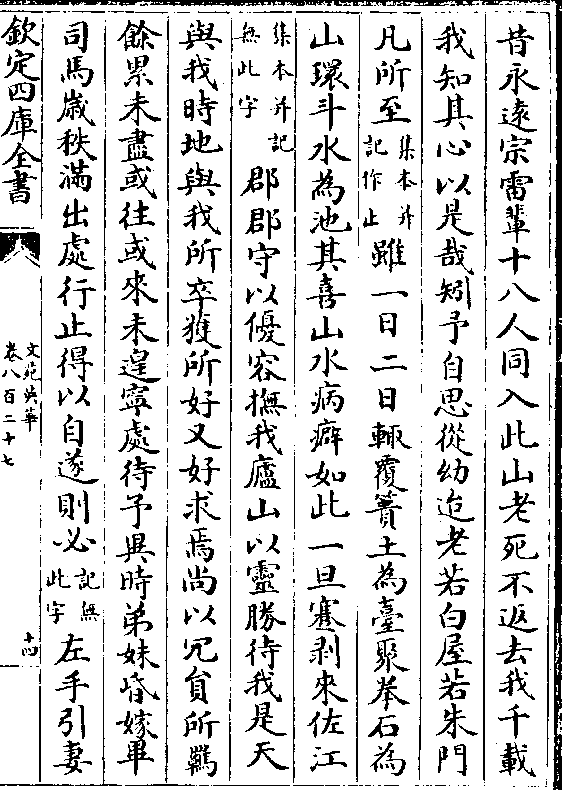 昔永遠宗雷輩十八人同入此山老死不返去我千載
我知其心以是哉矧予自思從幼迨老若白屋若朱門
凡所至集本并記作止雖一日二日輙覆簣土為臺聚拳石為
山環斗水為池其喜山水病癖如此一旦蹇剥來佐江
集本并記無此字郡郡守以優容撫我廬山以靈勝待我是天
與我時地與我所卒獲所好又好求焉尚以冗員所羈
餘累未盡或往或來未遑寧處待予異時弟妹婚嫁畢
司馬歲秩滿出處行止得以自遂則必記無此字左手引妻
欽定四庫全書
文苑英華
卷八百二十七
十四